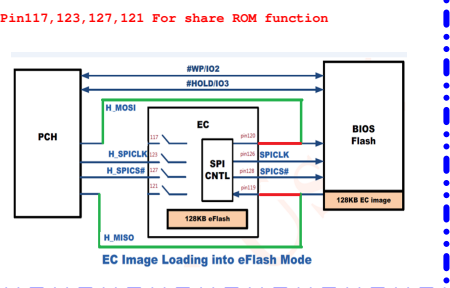 Pin117,123,127,121 For share ROM function
#WP/IO2
#HOLD/IO3
H_MOSI
EC
PCH
BIOS
Flash
117
pin120
H_SPICLK
123
SPI
CNTL
pin126
SPICLK
H_SPICS#
127
pin128
SPICS#
121
pin119
128KB EC image
128KB eFlash
H_MISO
EC Image Loading into eFlash Mode